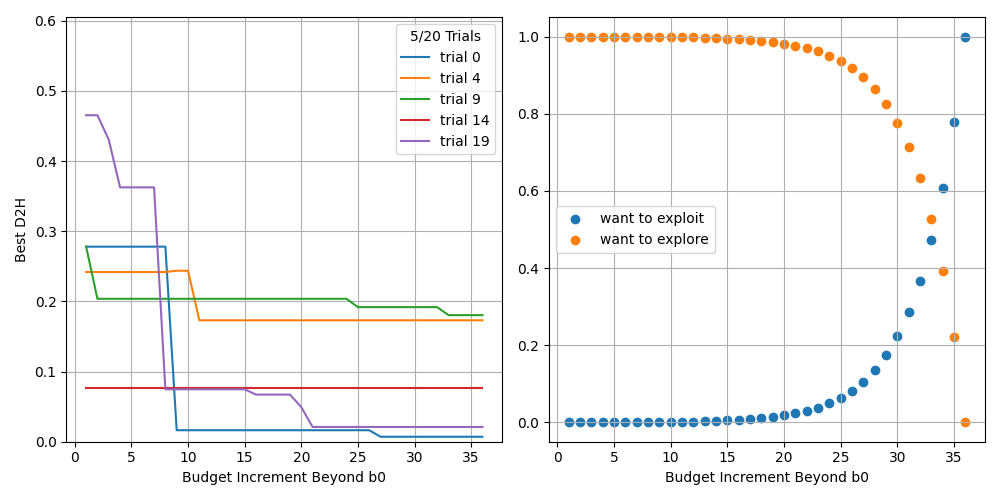 0.6
0.5
0.4
0.3
0.2
0.1
0.0
Best D2H
0 5 10 15 20 25 30 35
Budget Increment Beyond b0
5/20 Trials
trial 0
trial 4
trial 9
trial 14
trial 19
1.0
0.8
0.6
0.4
0.2
0.0
0 5 10 15 20 25 30 35
Budget Increment Beyond b0
want to exploit
want to explore